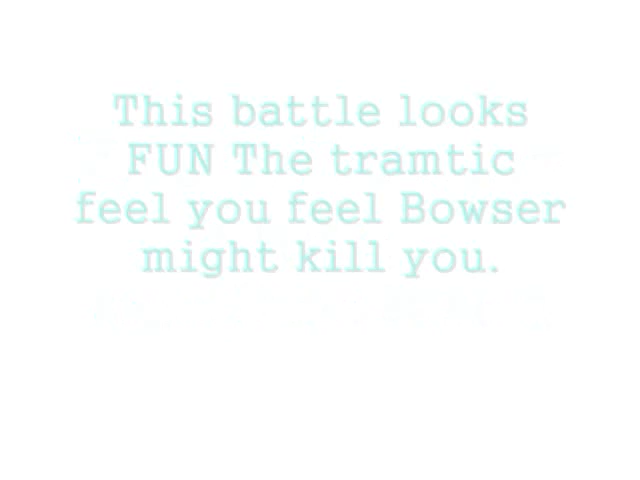 This battle looks
FUN The tramtic
feel you feel Bowser
might kill you.